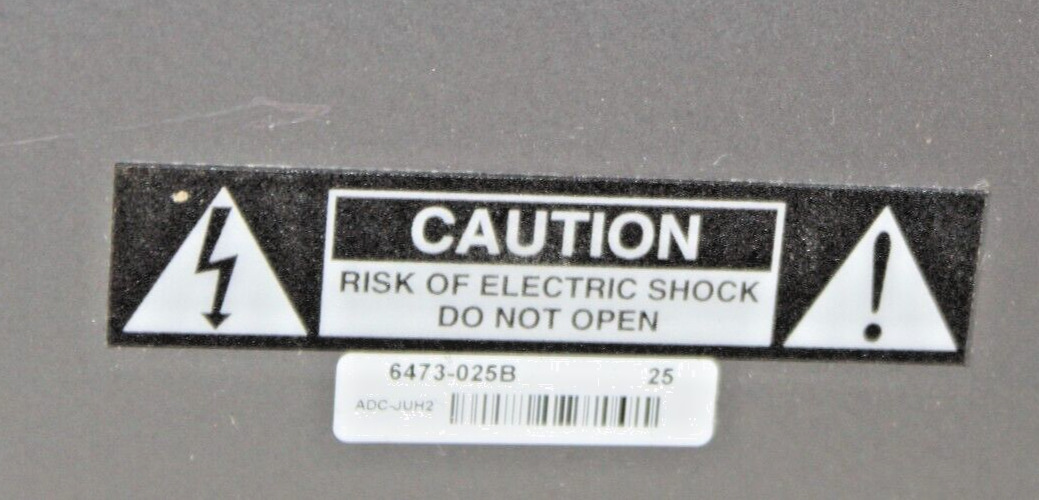 CAUTION
RISK OF ELECTRIC SHOCK
DO NOT OPEN
6473-025B 25
ADC-JUH2